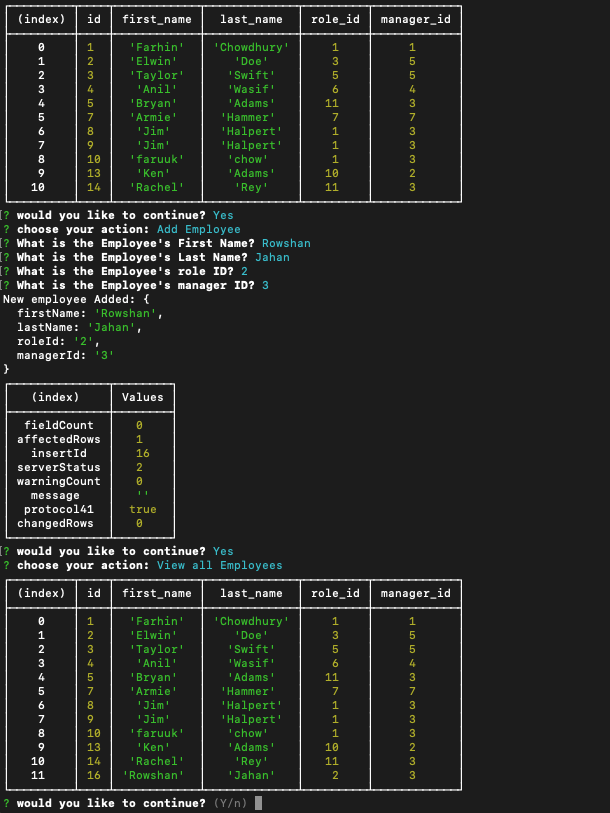 (index) id first_name last_name role_id manager_id
0 1 'Farhin' 'Chowdhury' 1 1
1 2 'Elwin' 'Doe' 3 5
2 3 'Taylor' 'Swift' 5 5
3 4 'Anil' 'Wasif' 6 4
4 5 'Bryan' 'Adams' 11 3
5 7 'Armie' 'Hammer' 7 7
6 8 'Jim' 'Halpert' 1 3
7 9 'Jim' 'Halpert' 1 3
8 10 'faruuk' 'chow' 1 3
9 13 'Ken' 'Adams' 10 2
10 14 'Rachel' 'Rey' 11 3
[? would you like to continue? Yes
? choose your action: Add Employee
[? What is the Employee's First Name? Rowshan
[? What is the Employee's Last Name? Jahan
[? What is the Employee's role ID? 2
[? What is the Employee's manager ID? 3
New employee Added: {
firstName: 'Rowshan',
lastName: 'Jahan',
roleId: '2',
managerId: '3'
}
(index) Values
fieldCount 0
affectedRows 1
insertId 16
serverStatus 2
warningCount 0
message ''
protocol41 true
changedRows 0
[? would you like to continue? Yes
? choose your action: View all Employees
(index) id first_name last_name role_id manager_id
0 1 'Farhin' 'Chowdhury' 1 1
1 2 'Elwin' 'Doe' 3 5
2 3 'Taylor' 'Swift' 5 5
3 4 'Anil' 'Wasif' 6 4
4 5 'Bryan' 'Adams' 11 3
5 7 'Armie' 'Hammer' 7 7
6 8 'Jim' 'Halpert' 1 3
7 9 'Jim' 'Halpert' 1 3
8 10 'faruuk' 'chow' 1 3
9 13 'Ken' 'Adams' 10 2
10 14 'Rachel' 'Rey' 11 3
11 16 'Rowshan' 'Jahan' 2 3
? would you like to continue? (Y/n)